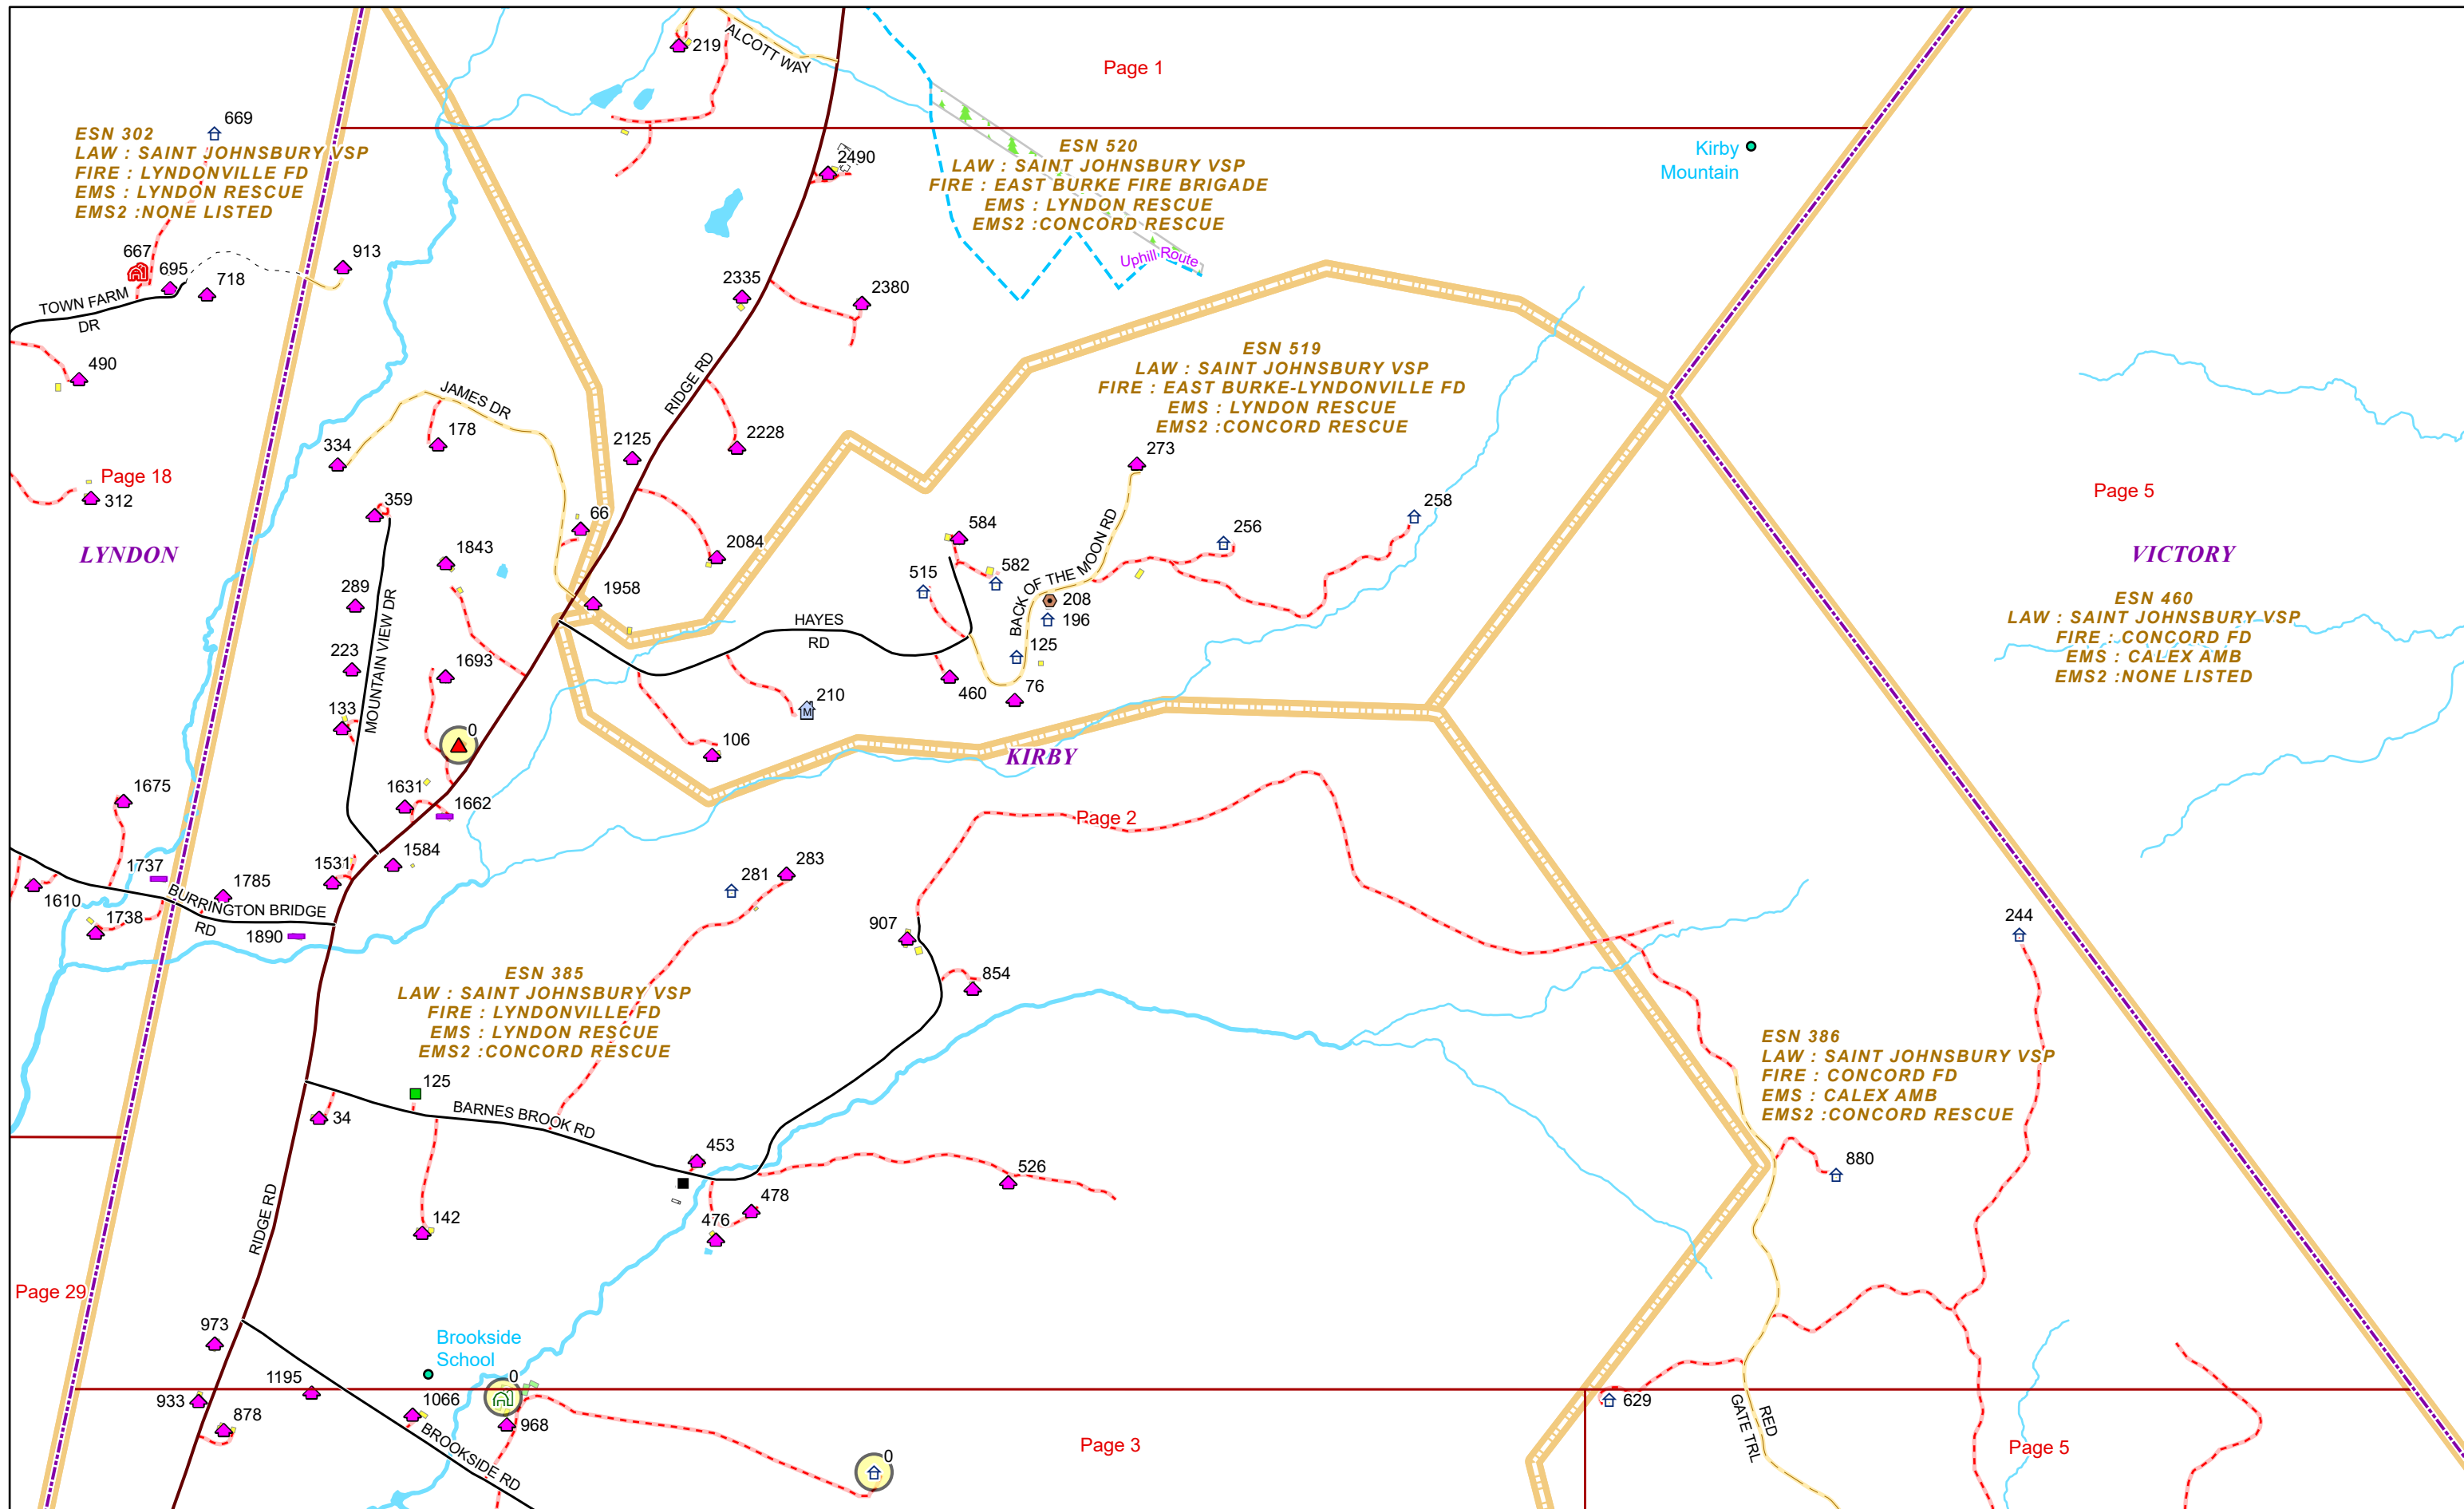 219
ALCOTT WAY
Page 1
669
ESN 302
LAW : SAINT JOHNSBURY VSP
FIRE : LYNDONVILLE FD
EMS : LYNDON RESCUE
EMS2 :NONE LISTED
2490
ESN 520
LAW : SAINT JOHNSBURY VSP
FIRE : EAST BURKE FIRE BRIGADE
EMS : LYNDON RESCUE
EMS2 :CONCORD RESCUE
Kirby
Mountain
Uphill Route
667
695
718
913
TOWN FARM
DR
2335
2380
490
ESN 519
LAW : SAINT JOHNSBURY VSP
FIRE : EAST BURKE-LYNDONVILLE FD
EMS : LYNDON RESCUE
EMS2 :CONCORD RESCUE
RIDGE RD
JAMES DR
334
178
2125
2228
273
Page 18
312
359
66
258
Page 5
LYNDON
1843
2084
584
256
VICTORY
289
1958
515
582
BACK OF THE MOON RD
208
196
ESN 460
LAW : SAINT JOHNSBURY VSP
FIRE : CONCORD FD
EMS : CALEX AMB
EMS2 :NONE LISTED
HAYES
RD
MOUNTAIN VIEW DR
223
1693
125
460
76
133
0
210
106
KIRBY
1675
1631
1662
Page 2
1737
1531
1584
1610
1738
1785
BURRINGTON BRIDGE
RD
1890
281
283
907
244
854
ESN 385
LAW : SAINT JOHNSBURY VSP
FIRE : LYNDONVILLE FD
EMS : LYNDON RESCUE
EMS2 :CONCORD RESCUE
ESN 386
LAW : SAINT JOHNSBURY VSP
FIRE : CONCORD FD
EMS : CALEX AMB
EMS2 :CONCORD RESCUE
125
34
BARNES BROOK RD
453
526
880
RIDGE RD
142
478
476
Page 29
973
Brookside
School
933
1195
0
878
1066
968
BROOKSIDE RD
0
Page 3
629
RED
GATE TRL
Page 5
M